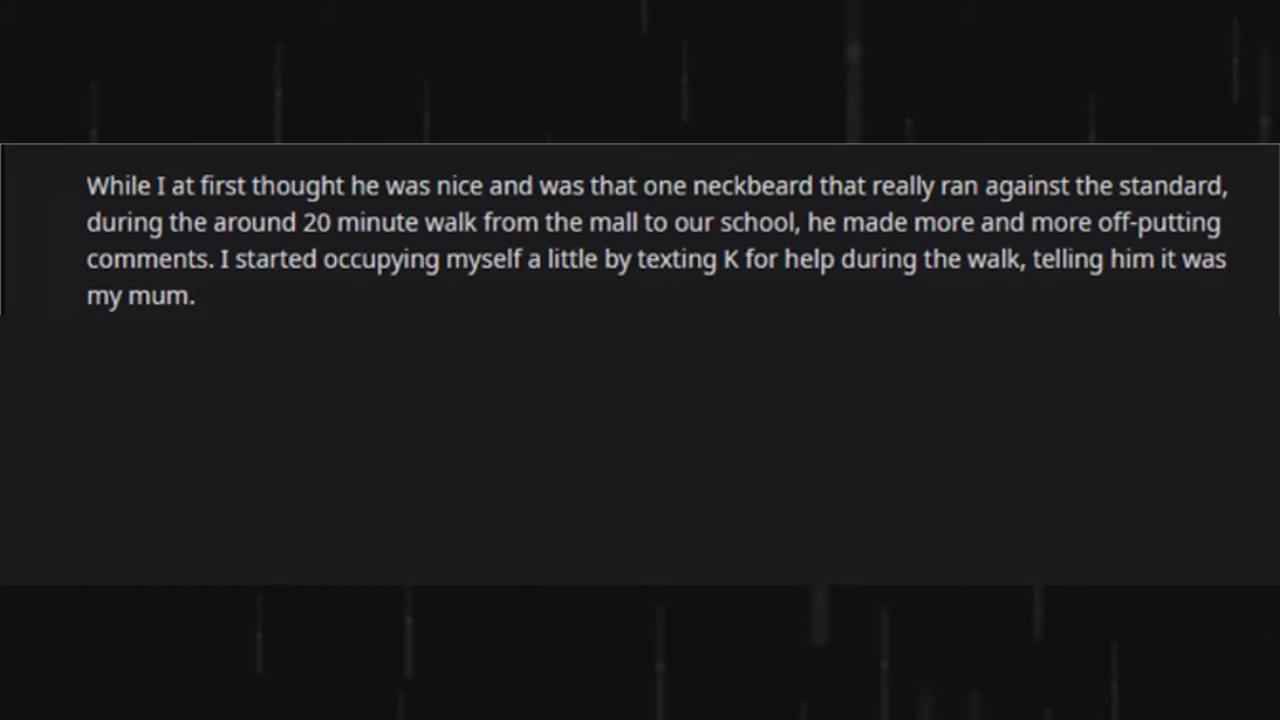 While I at first thought he was nice and was that one neckbeard that really ran against the standard,
during the around 20 minute walk from the mall to our school, he made more and more off-putting
comments. I started occupying myself a little by texting K for help during the walk, telling him it was
my mum.